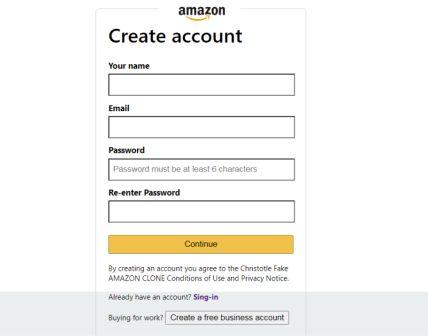 amazon
Create account
Your name
Email
Password
Password must be at least 6 characters
Re-enter Password
Continue
By creating an account you agree to the Christotle Fake
AMAZON CLONE Conditions of Use and Privacy Notice.
Already have an account? Sing-in
Buying for work? Create a free business account